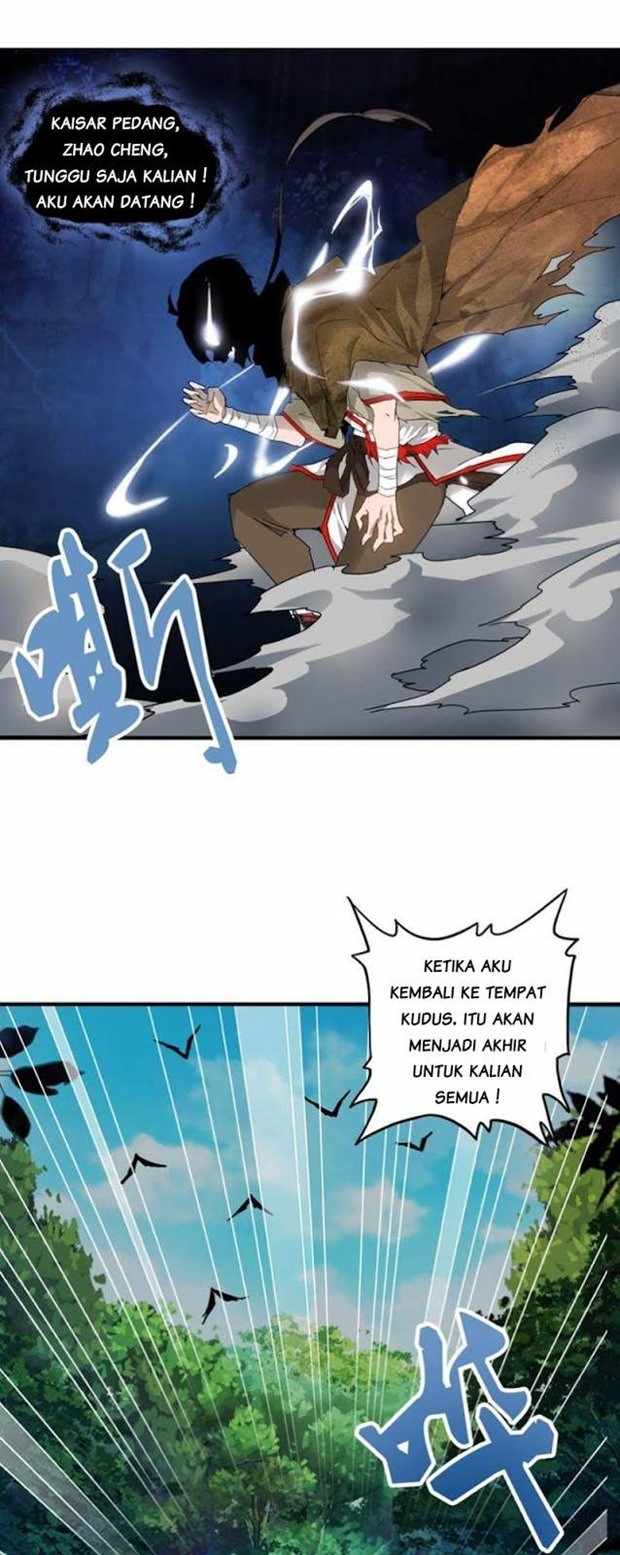 KAISAR PEDANG,
ZHAO CHENG,
TUNGGU SAJA KALIAN !
AKU AKAN DATANG !
嘶
KETIKA AKU
KEMBALI KE TEMPAT
KUDUS. ITU AKAN
MENJADI AKHIR
UNTUK KALIAN
SEMUA !